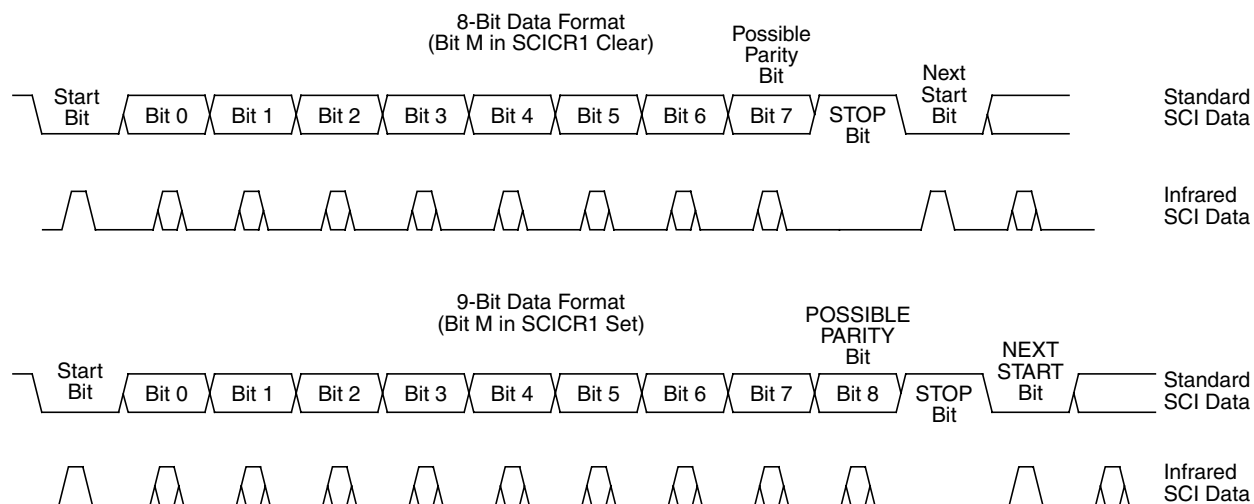 8-Bit Data Format
(Bit M in SCICR1 Clear)
Possible
Parity
Bit
Start
Bit
Bit 0
Bit 1
Bit 2
Bit 3
Bit 4
Bit 5
Bit 6
Bit 7
STOP
Bit
Next
Start
Bit
Standard
SCI Data
Infrared
SCI Data
9-Bit Data Format
(Bit M in SCICR1 Set)
POSSIBLE
PARITY
Bit
Start
Bit
Bit 0
Bit 1
Bit 2
Bit 3
Bit 4
Bit 5
Bit 6
Bit 7
Bit 8
STOP
Bit
NEXT
START
Bit
Standard
SCI Data
Infrared
SCI Data